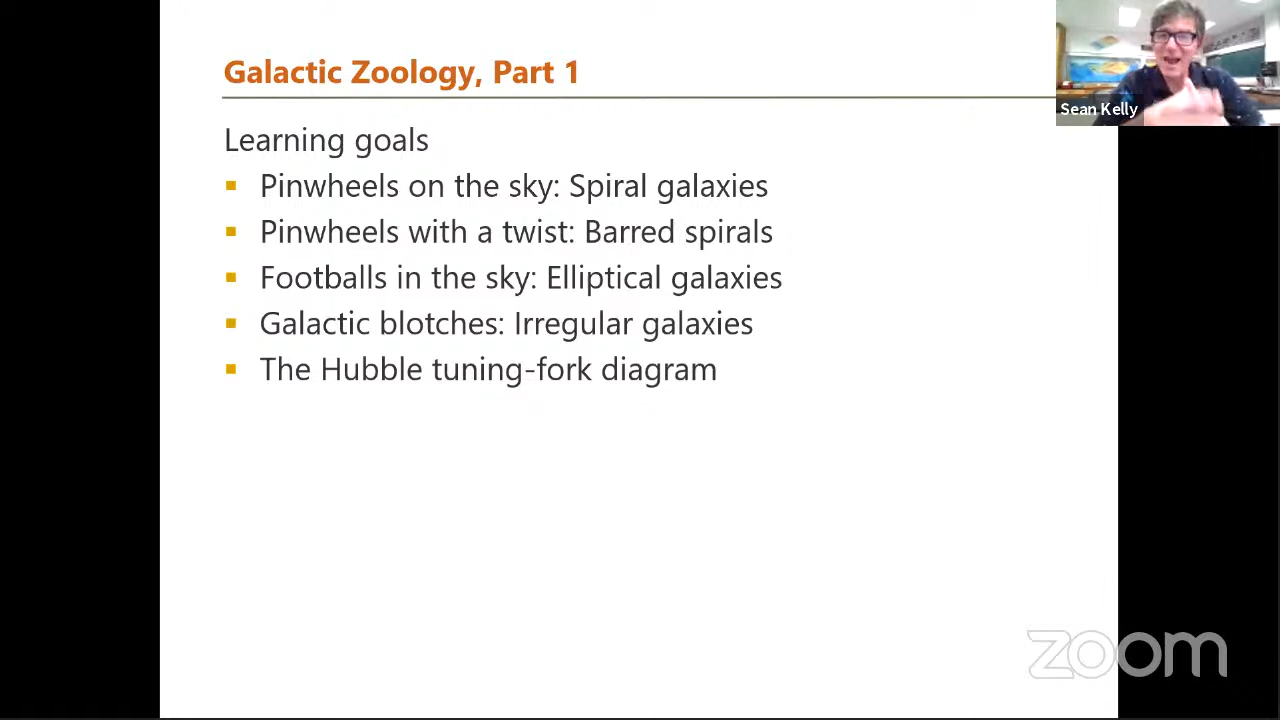 Galactic Zoology, Part 1
Sean Kelly
Learning goals
▪ Pinwheels on the sky: Spiral galaxies
▪ Pinwheels with a twist: Barred spirals
▪ Footballs in the sky: Elliptical galaxies
▪ Galactic blotches: Irregular galaxies
▪ The Hubble tuning-fork diagram
zoom